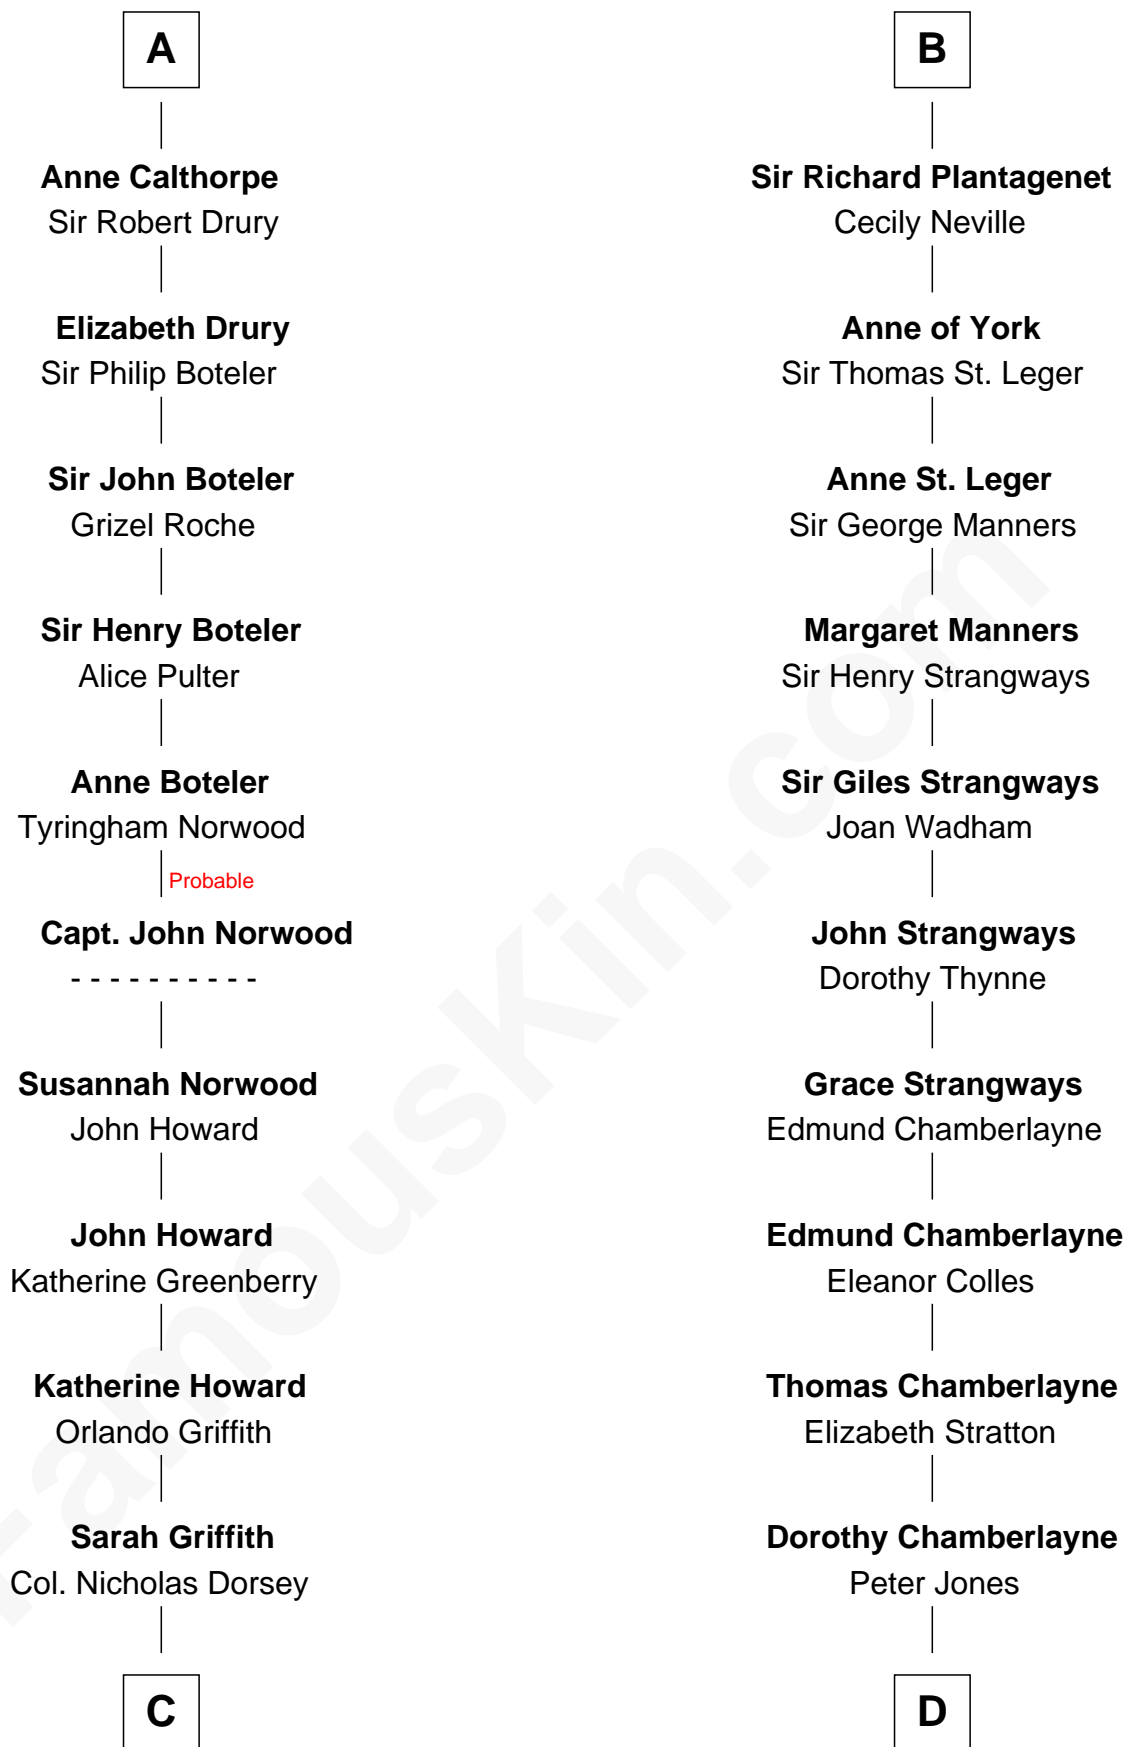 A
Anne Calthorpe
Sir Robert Drury
Elizabeth Drury
Sir Philip Boteler
Sir John Boteler
Grizel Roche
Sir Henry Boteler
Alice Pulter
Anne Boteler
Tyringham Norwood
Probable
Capt. John Norwood
- - - - - - - - - -
Susannah Norwood
John Howard
John Howard
Katherine Greenberry
Katherine Howard
Orlando Griffith
Sarah Griffith
Col. Nicholas Dorsey
C
B
Sir Richard Plantagenet
Cecily Neville
Anne of York
Sir Thomas St. Leger
Anne St. Leger
Sir George Manners
Margaret Manners
Sir Henry Strangways
Sir Giles Strangways
Joan Wadham
John Strangways
Dorothy Thynne
Grace Strangways
Edmund Chamberlayne
Edmund Chamberlayne
Eleanor Colles
Thomas Chamberlayne
Elizabeth Stratton
Dorothy Chamberlayne
Peter Jones
D
FamousKin.com